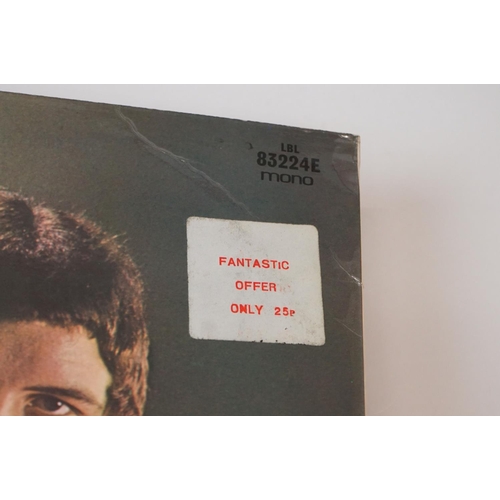 LBL
83224E
mono
FANTASTIC
OFFER
ONLY 25P